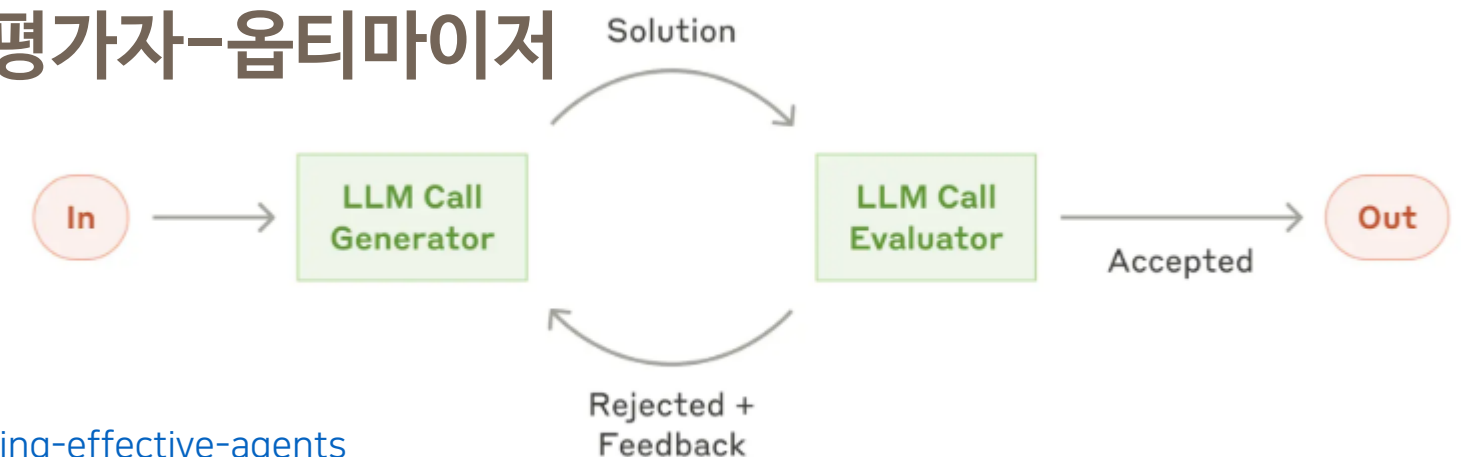 평가자-옵티마이저
Solution
In
LLM Call
Generator
LLM Call
Evaluator
Accepted
Out
Rejected +
Feedback
ing-effective-agents